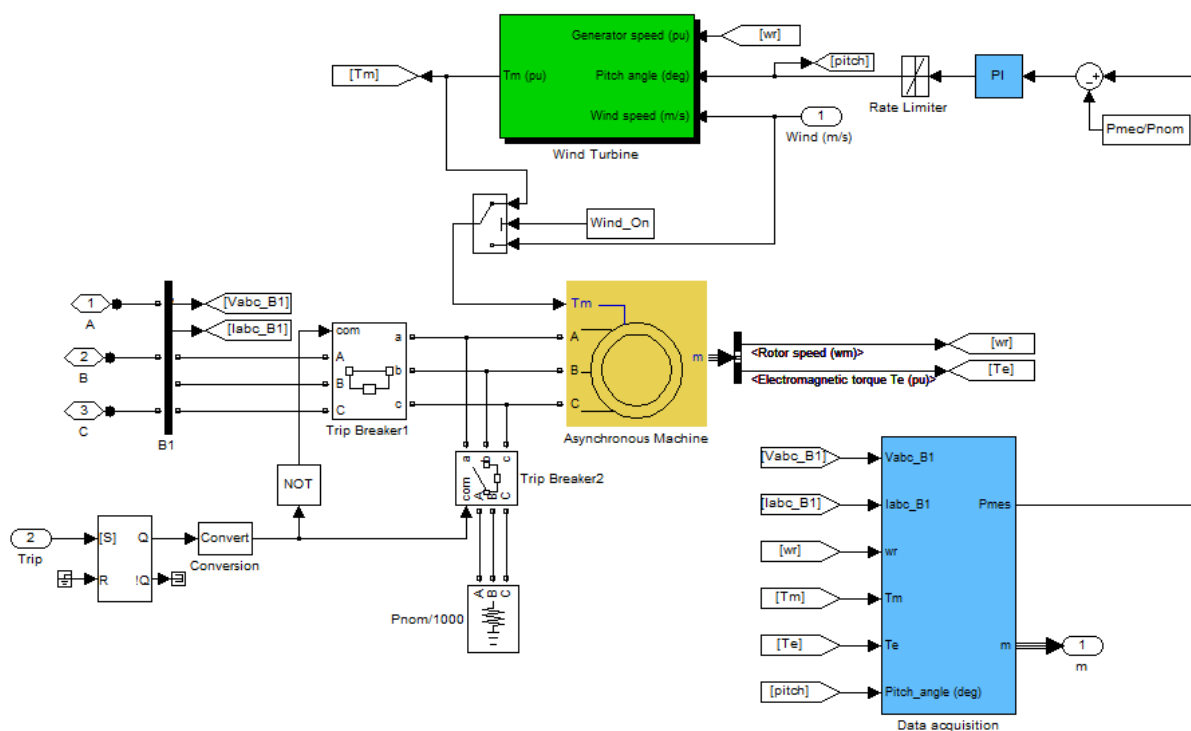 Generator speed (pu)
[wr]
[Tm]
Tm (pu)
Pitch angle (deg)
[pitch]
Rate Limiter
PI
Wind speed (m/s)
1
Wind (m/s)
Pmec/Pnom
Wind Turbine
Wind_On
1
A
[Vabc_B1]
[Iabc_B1]
2
B
3
C
B1
com
A
B
C
a
b
c
Trip Breaker1
Tm
A
B
C
m
Asynchronous Machine
<Rotor speed (wm)>
[wr]
<Electromagnetic torque Te (pu)>
[Te]
a
b
c
com
A
B
C
Trip Breaker2
NOT
2
Trip
[S]
Q
R
!Q
Convert
Conversion
Pnom/1000
A
B
C
[Vabc_B1]
Vabc_B1
[Iabc_B1]
Iabc_B1
Pmes
[wr]
wr
[Tm]
Tm
[Te]
Te
m
1
m
[pitch]
Pitch_angle (deg)
Data acquisition